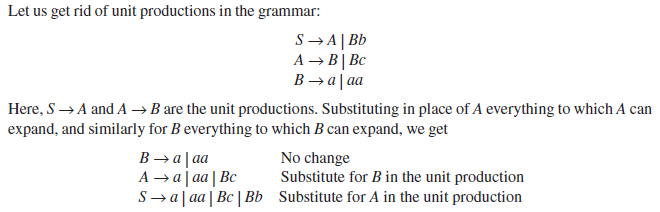 Let us get rid of unit productions in the grammar:
S → A | Bb
A → B | Bc
B → a | aa
Here, S → A and A → B are the unit productions. Substituting in place of A everything to which A can
expand, and similarly for B everything to which B can expand, we get
B → a | aa No change
A → a | aa | Bc Substitute for B in the unit production
S → a | aa | Bc | Bb Substitute for A in the unit production